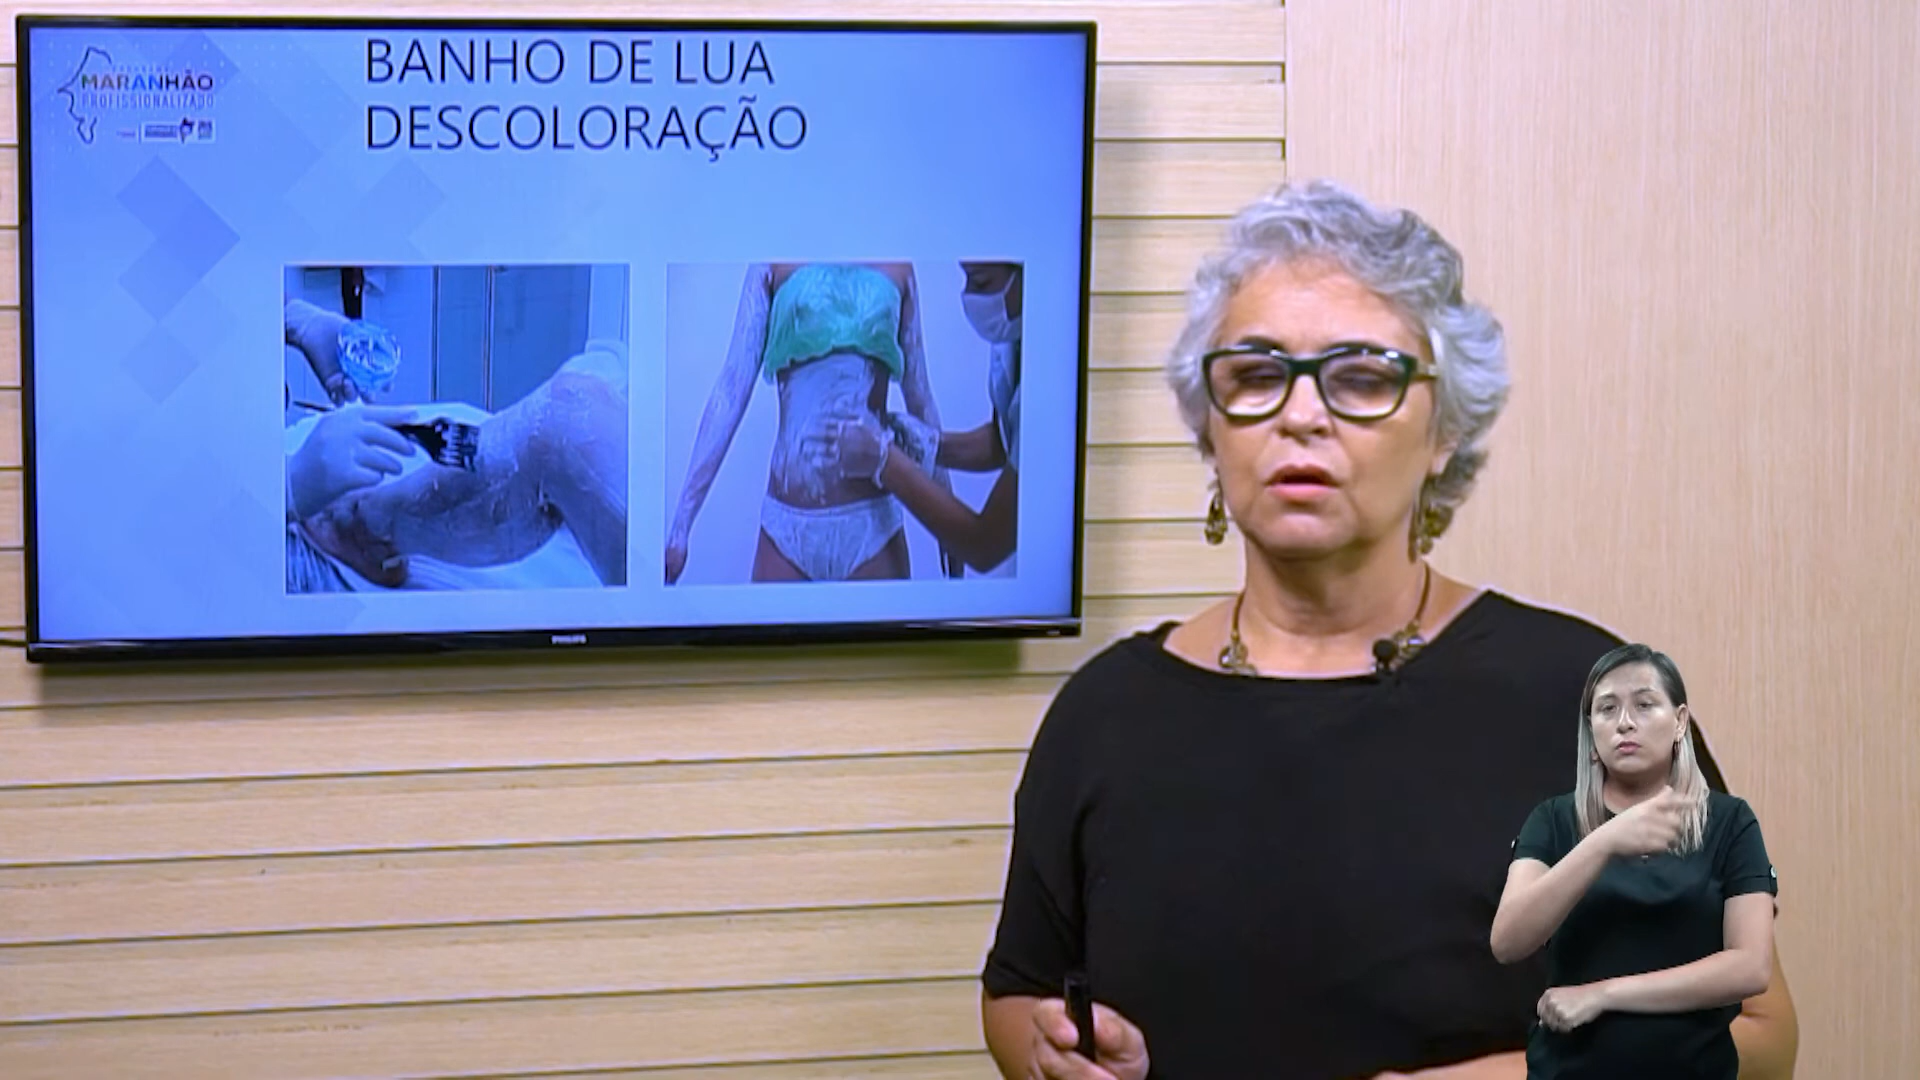 BANHO DE LUA
DESCOLORAÇÃO
MARANHÃO
PROFISSIONALIZADO
PHILIPS